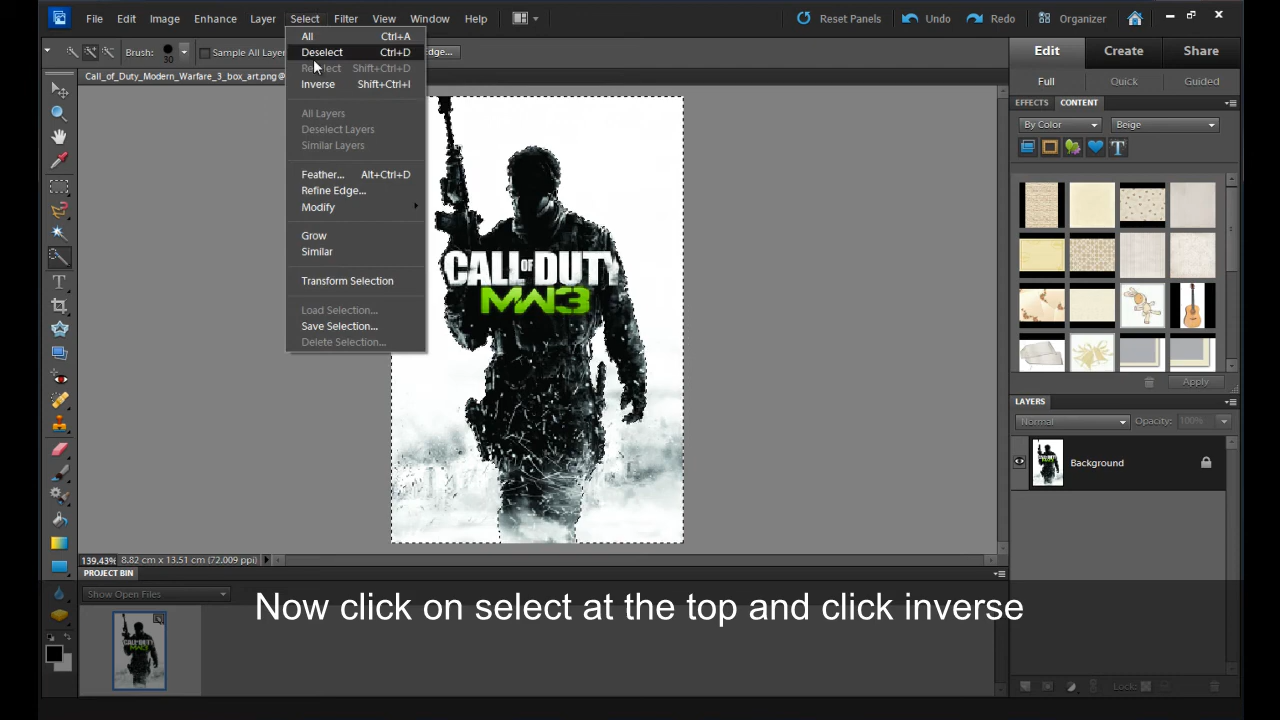 File Edit Image Enhance Layer Select Filter View Window Help
Reset Panels Undo Redo Organizer
Brush: 30 Sample All Layer
dge...
All Ctrl+A
Deselect Ctrl+D
Shift+Ctrl+D
Inverse Shift+Ctrl+I
All Layers
Deselect Layers
Similar Layers
Feather... Alt+Ctrl+D
Refine Edge...
Modify
Grow
Similar
Transform Selection
Load Selection...
Save Selection...
Delete Selection...
Call_of_Duty_Modern_Warfare_3_box_art.png@
CALL OF DUTY
MW3
Edit Create Share
Full Quick Guided
EFFECTS CONTENT
By Color Beige
T
Apply
LAYERS
Normal Opacity: 100%
Background
Lock:
139.43% 8.82 cm x 13.51 cm (72.009 ppi)
PROJECT BIN
Show Open Files
Now click on select at the top and click inverse